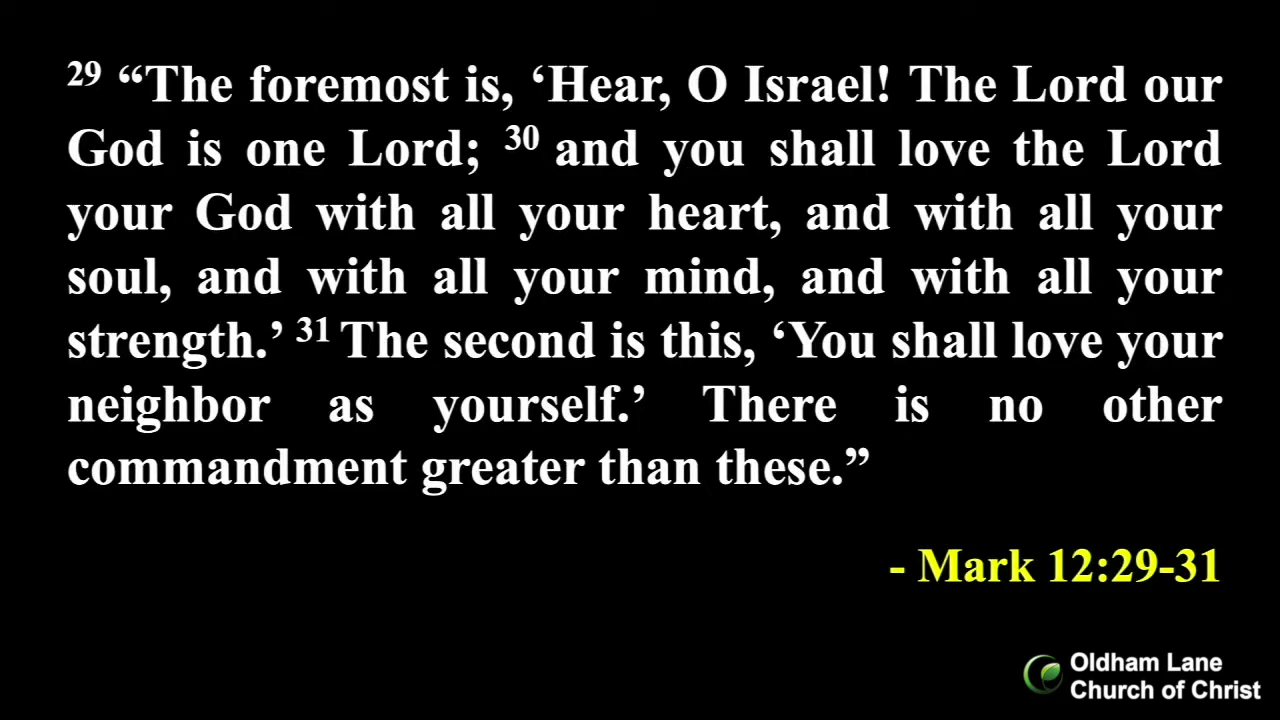 29 “The foremost is, ‘Hear, O Israel! The Lord our
God is one Lord; 30 and you shall love the Lord
your God with all your heart, and with all your
soul, and with all your mind, and with all your
strength.’ 31 The second is this, ‘You shall love your
neighbor as yourself.’ There is no other
commandment greater than these.”
- Mark 12:29-31
Oldham Lane
Church of Christ